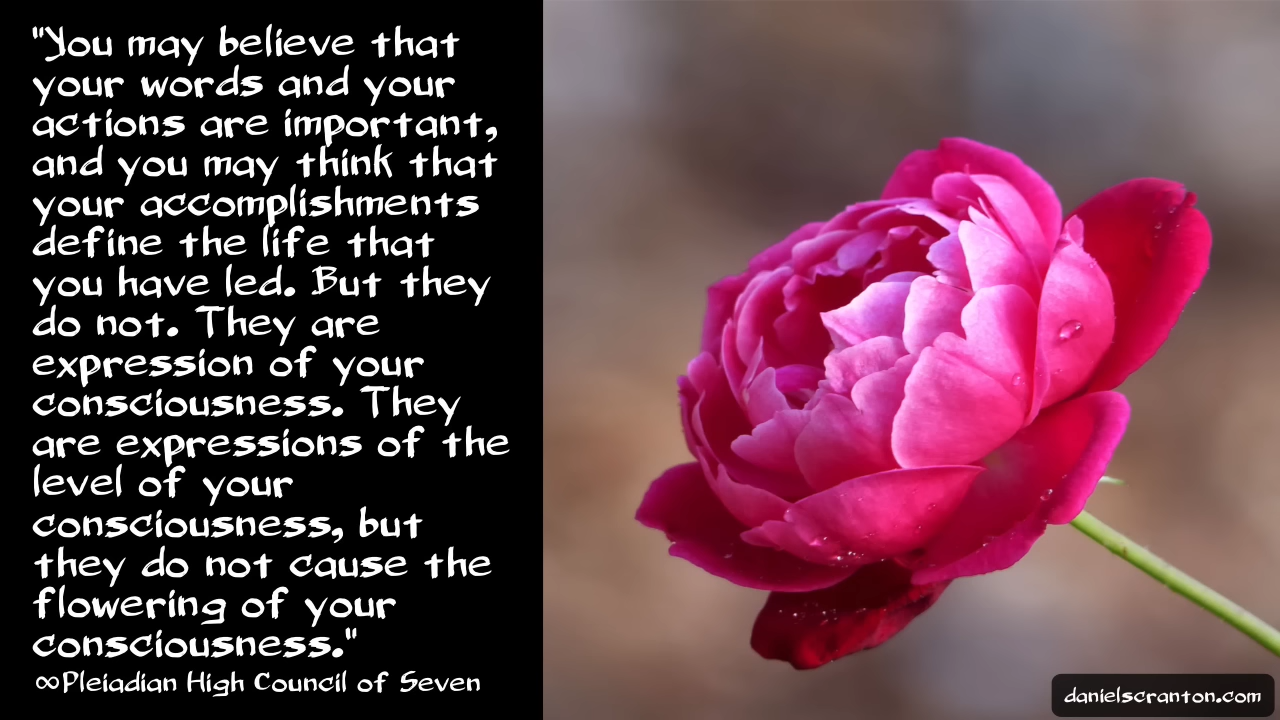 "You may believe that
your words and your
actions are important,
and you may think that
your accomplishments
define the life that
you have led. But they
do not. They are
expression of your
consciousness. They
are expressions of the
level of your
consciousness, but
they do not cause the
flowering of your
consciousness."
∞Pleiadian High Council of Seven
danielscranton.com